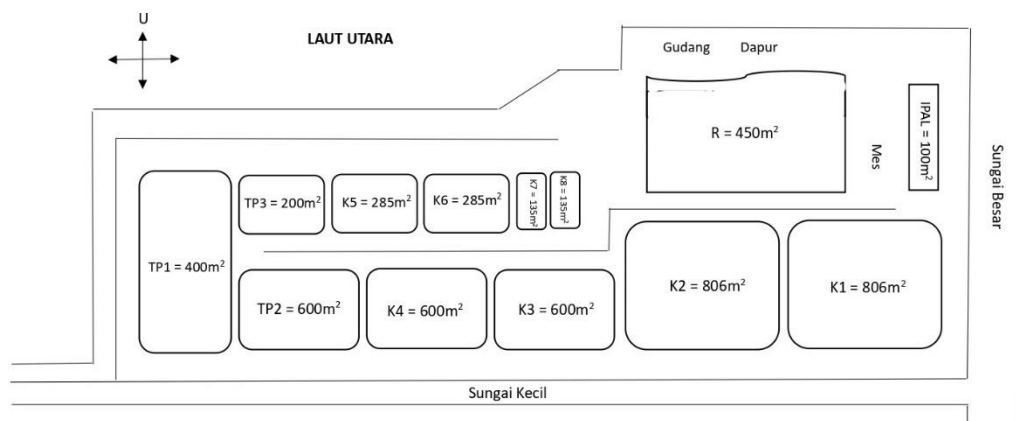 U
LAUT UTARA
Gudang Dapur
R = 450m²
IPAL = 100m²
Mes
Sungai Besar
TP3 = 200m²
K5 = 285m²
K6 = 285m²
K7 = 135m²
K8 = 135m²
TP1 = 400m²
TP2 = 600m²
K4 = 600m²
K3 = 600m²
K2 = 806m²
K1 = 806m²
Sungai Kecil